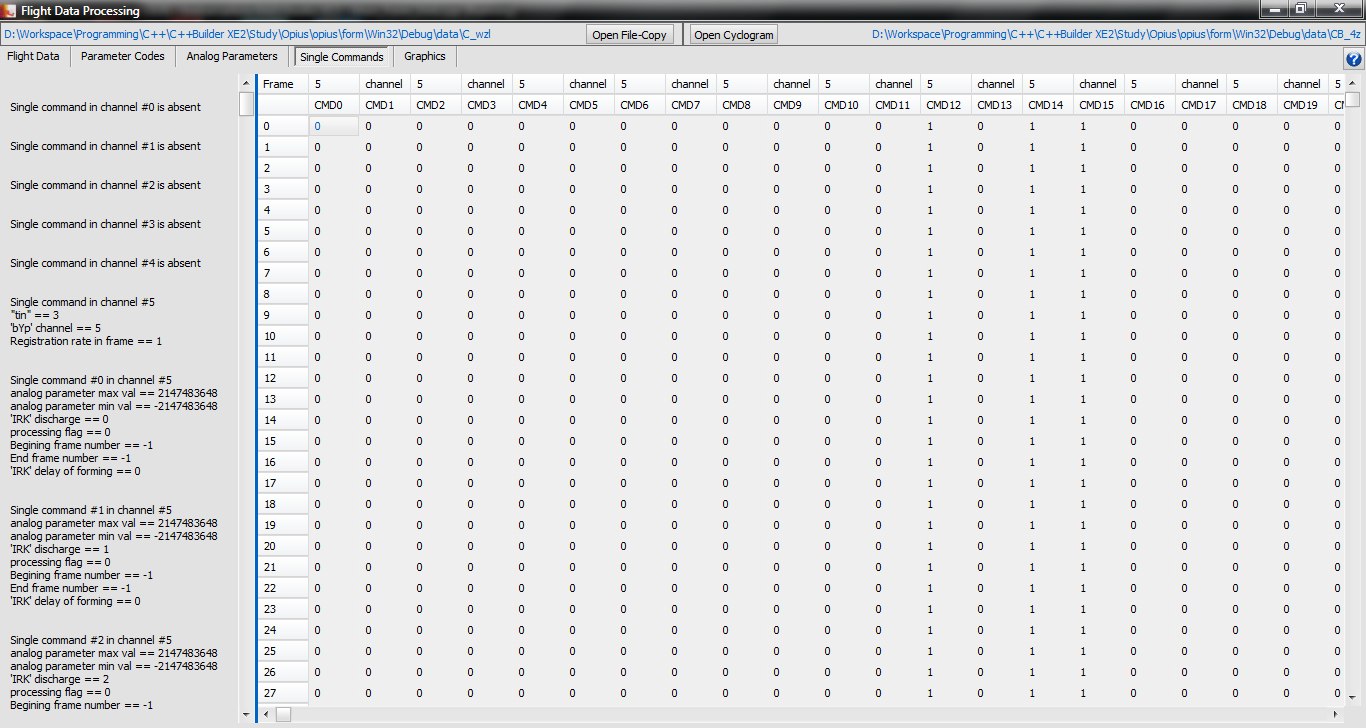 Flight Data Processing
D:\Workspace\Programming\C++\C++Builder XE2\Study\Opius\opius\form\Win32\Debug\data\C_wzl Open File-Copy Open Cyclogram D:\Workspace\Programming\C++\C++Builder XE2\Study\Opius\opius\form\Win32\Debug\data\CB_4z
Flight Data Parameter Codes Analog Parameters Single Commands Graphics
Single command in channel #0 is absent
Single command in channel #1 is absent
Single command in channel #2 is absent
Single command in channel #3 is absent
Single command in channel #4 is absent
Single command in channel #5
"tin" == 3
'bYp' channel == 5
Registration rate in frame == 1
Single command #0 in channel #5
analog parameter max val == 2147483648
analog parameter min val == -2147483648
'IRK' discharge == 0
processing flag == 0
Begining frame number == -1
End frame number == -1
'IRK' delay of forming == 0
Single command #1 in channel #5
analog parameter max val == 2147483648
analog parameter min val == -2147483648
'IRK' discharge == 1
processing flag == 0
Begining frame number == -1
End frame number == -1
'IRK' delay of forming == 0
Single command #2 in channel #5
analog parameter max val == 2147483648
analog parameter min val == -2147483648
'IRK' discharge == 2
processing flag == 0
Begining frame number == -1
Frame 5 channel 5 channel 5 channel 5 channel 5 channel 5 channel 5 channel 5 channel 5 channel 5 channel 5
CMD0 CMD1 CMD2 CMD3 CMD4 CMD5 CMD6 CMD7 CMD8 CMD9 CMD10 CMD11 CMD12 CMD13 CMD14 CMD15 CMD16 CMD17 CMD18 CMD19
0 0 0 0 0 0 0 0 0 0 0 0 0 1 0 1 1 0 0 0 0 0
1 0 0 0 0 0 0 0 0 0 0 0 0 1 0 1 1 0 0 0 0 0
2 0 0 0 0 0 0 0 0 0 0 0 0 1 0 1 1 0 0 0 0 0
3 0 0 0 0 0 0 0 0 0 0 0 0 1 0 1 1 0 0 0 0 0
4 0 0 0 0 0 0 0 0 0 0 0 0 1 0 1 1 0 0 0 0 0
5 0 0 0 0 0 0 0 0 0 0 0 0 1 0 1 1 0 0 0 0 0
6 0 0 0 0 0 0 0 0 0 0 0 0 1 0 1 1 0 0 0 0 0
7 0 0 0 0 0 0 0 0 0 0 0 0 1 0 1 1 0 0 0 0 0
8 0 0 0 0 0 0 0 0 0 0 0 0 1 0 1 1 0 0 0 0 0
9 0 0 0 0 0 0 0 0 0 0 0 0 1 0 1 1 0 0 0 0 0
10 0 0 0 0 0 0 0 0 0 0 0 0 1 0 1 1 0 0 0 0 0
11 0 0 0 0 0 0 0 0 0 0 0 0 1 0 1 1 0 0 0 0 0
12 0 0 0 0 0 0 0 0 0 0 0 0 1 0 1 1 0 0 0 0 0
13 0 0 0 0 0 0 0 0 0 0 0 0 1 0 1 1 0 0 0 0 0
14 0 0 0 0 0 0 0 0 0 0 0 0 1 0 1 1 0 0 0 0 0
15 0 0 0 0 0 0 0 0 0 0 0 0 1 0 1 1 0 0 0 0 0
16 0 0 0 0 0 0 0 0 0 0 0 0 1 0 1 1 0 0 0 0 0
17 0 0 0 0 0 0 0 0 0 0 0 0 1 0 1 1 0 0 0 0 0
18 0 0 0 0 0 0 0 0 0 0 0 0 1 0 1 1 0 0 0 0 0
19 0 0 0 0 0 0 0 0 0 0 0 0 1 0 1 1 0 0 0 0 0
20 0 0 0 0 0 0 0 0 0 0 0 0 1 0 1 1 0 0 0 0 0
21 0 0 0 0 0 0 0 0 0 0 0 0 1 0 1 1 0 0 0 0 0
22 0 0 0 0 0 0 0 0 0 0 0 0 1 0 1 1 0 0 0 0 0
23 0 0 0 0 0 0 0 0 0 0 0 0 1 0 1 1 0 0 0 0 0
24 0 0 0 0 0 0 0 0 0 0 0 0 1 0 1 1 0 0 0 0 0
25 0 0 0 0 0 0 0 0 0 0 0 0 1 0 1 1 0 0 0 0 0
26 0 0 0 0 0 0 0 0 0 0 0 0 1 0 1 1 0 0 0 0 0
27 0 0 0 0 0 0 0 0 0 0 0 0 1 0 1 1 0 0 0 0 0